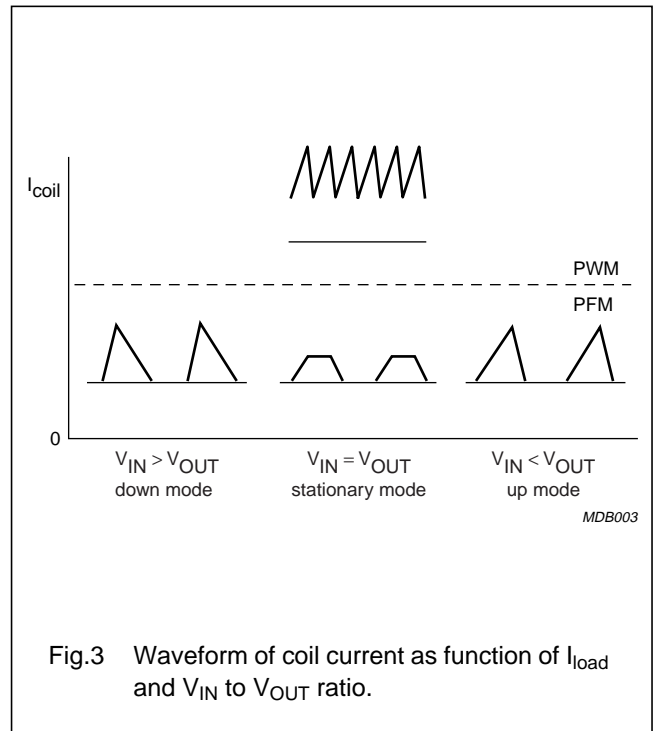 I_coil
PWM
PFM
0
V_IN > V_OUT
down mode
V_IN = V_OUT
stationary mode
V_IN < V_OUT
up mode
MDB003
Fig.3 Waveform of coil current as function of I_load
and V_IN to V_OUT ratio.